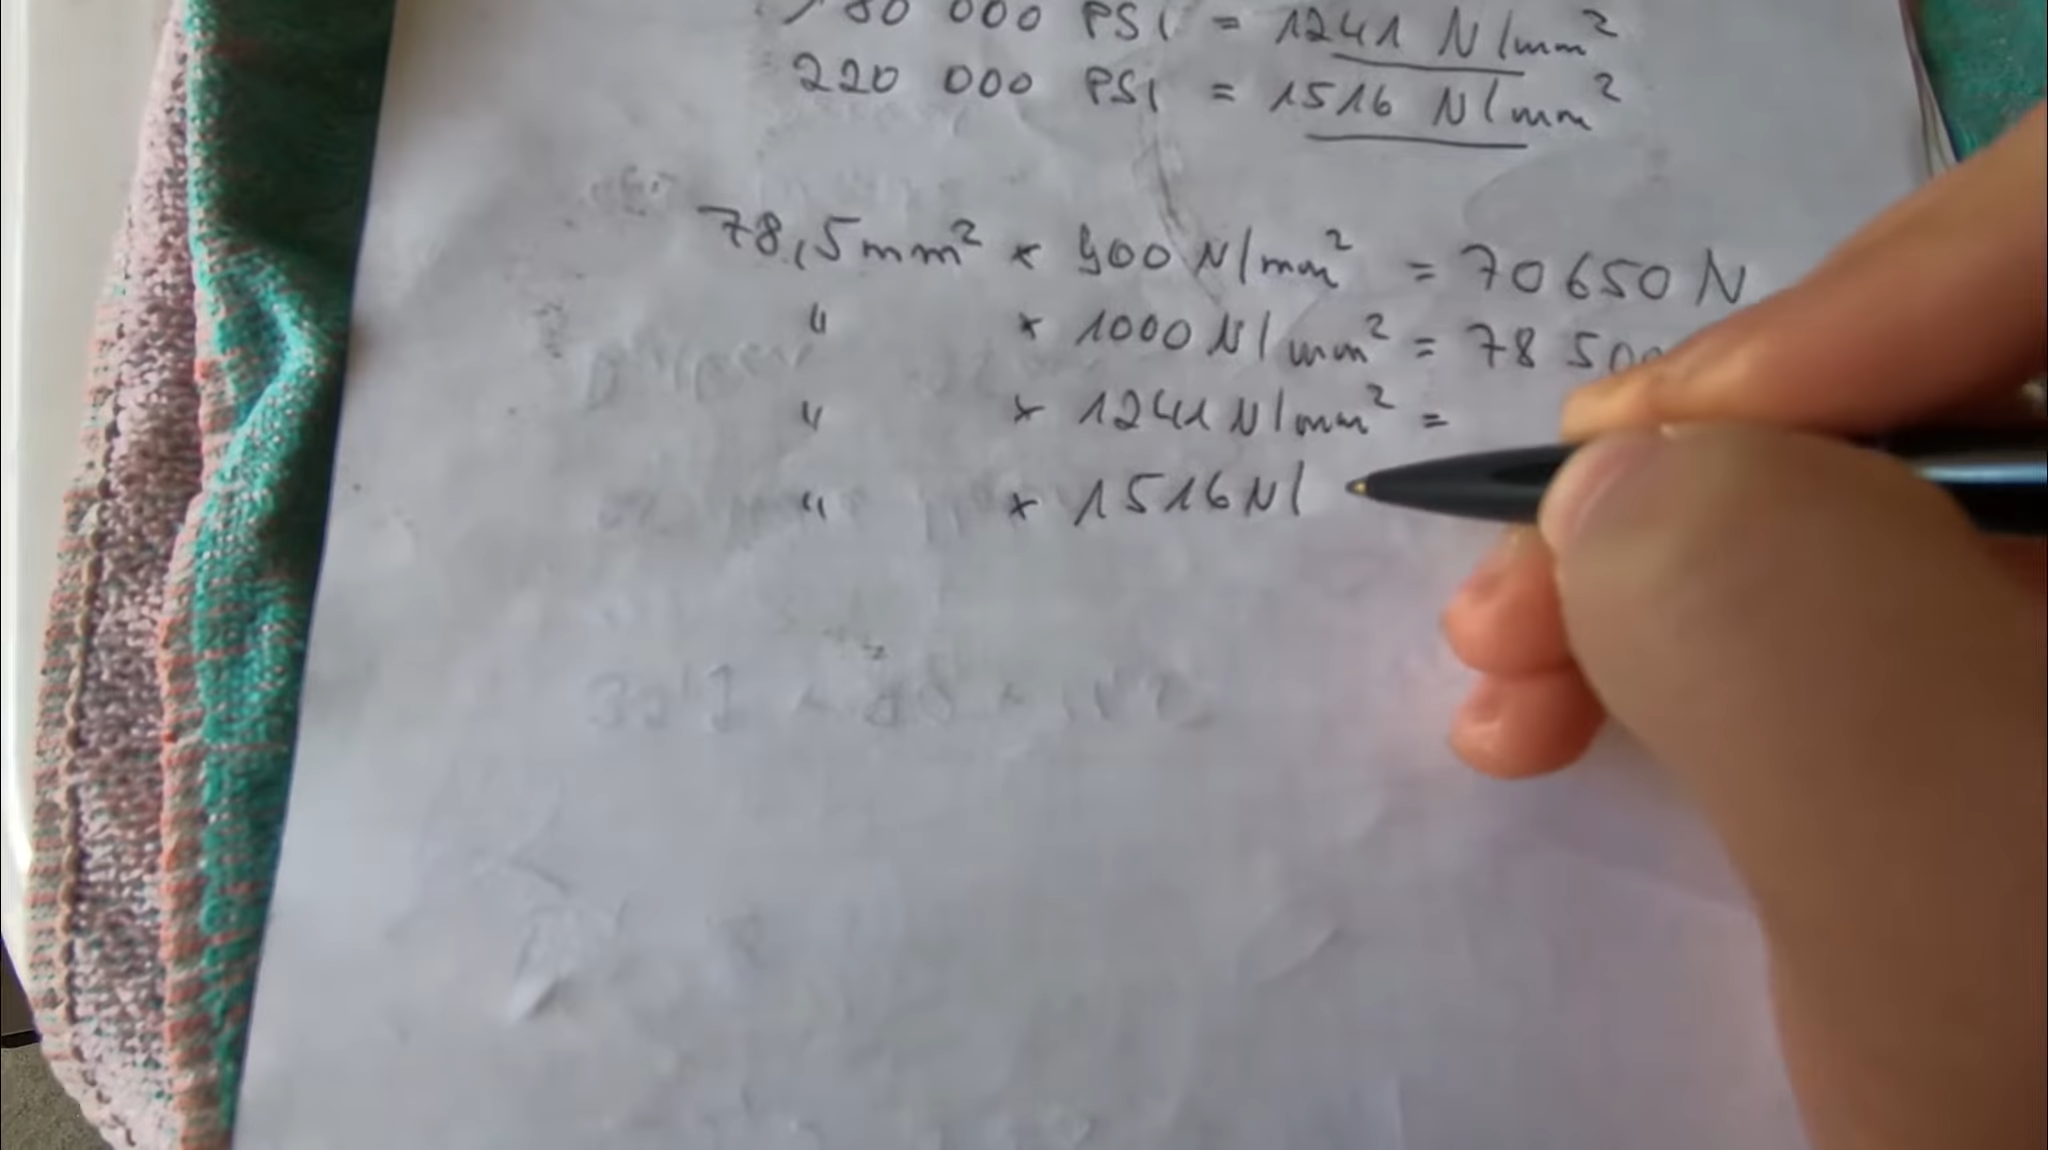 180 000 PSI = 1241 N/mm²
220 000 PSI = 1516 N/mm²
78,5mm² × 900 N/mm² = 70650 N
" × 1000 N/mm² = 78 500
" × 1241 N/mm² =
" × 1516 N/